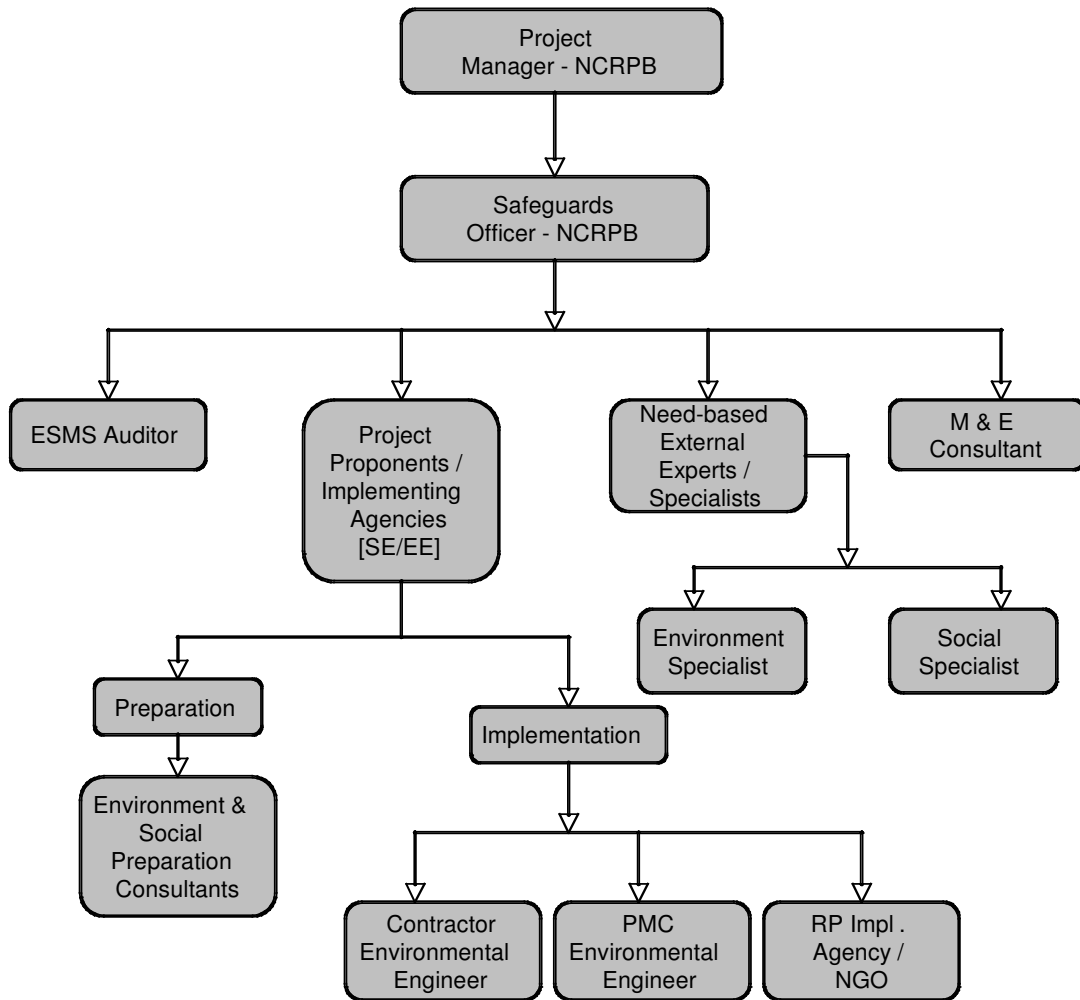 Project
Manager - NCRPB
Safeguards
Officer - NCRPB
ESMS Auditor
Project
Proponents /
Implementing
Agencies
[SE/EE]
Need-based
External
Experts /
Specialists
M & E
Consultant
Environment
Specialist
Social
Specialist
Preparation
Implementation
Environment &
Social
Preparation
Consultants
Contractor
Environmental
Engineer
PMC
Environmental
Engineer
RP Impl .
Agency /
NGO